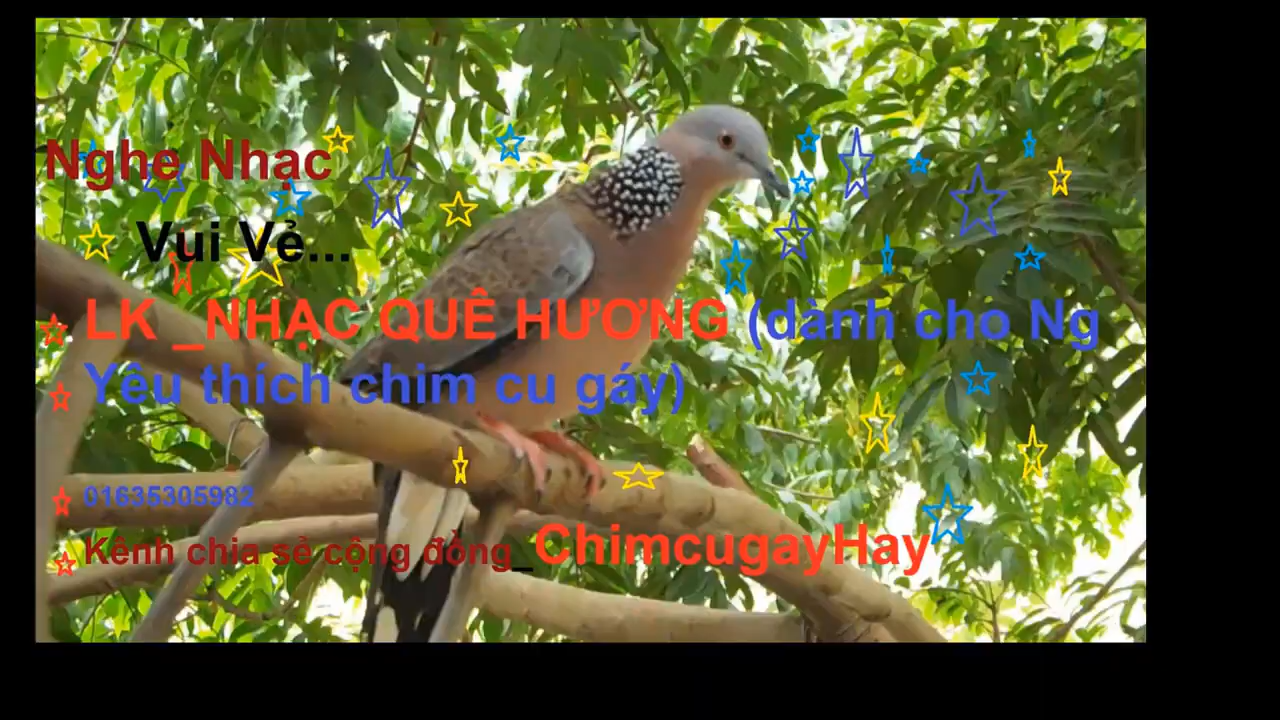 Nghe Nhạc
Vui Vẻ...
LK _NHẠC QUÊ HƯƠNG (dành cho Ng
Yêu thích chim cu gáy)
01635305982
Kênh chia sẻ cộng đồng_ChimcugayHay